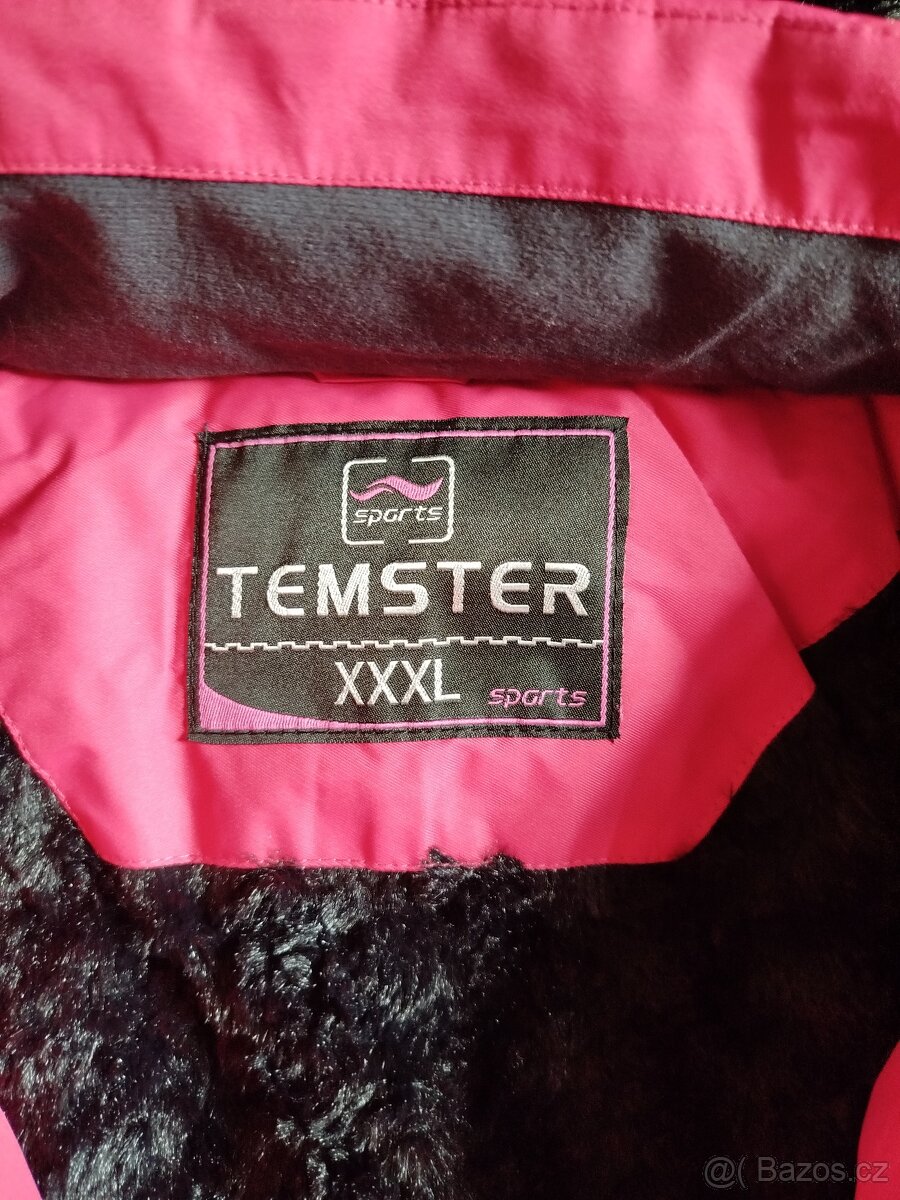 sports
TEMSTER
XXXL
sports
@( Bazos.cz